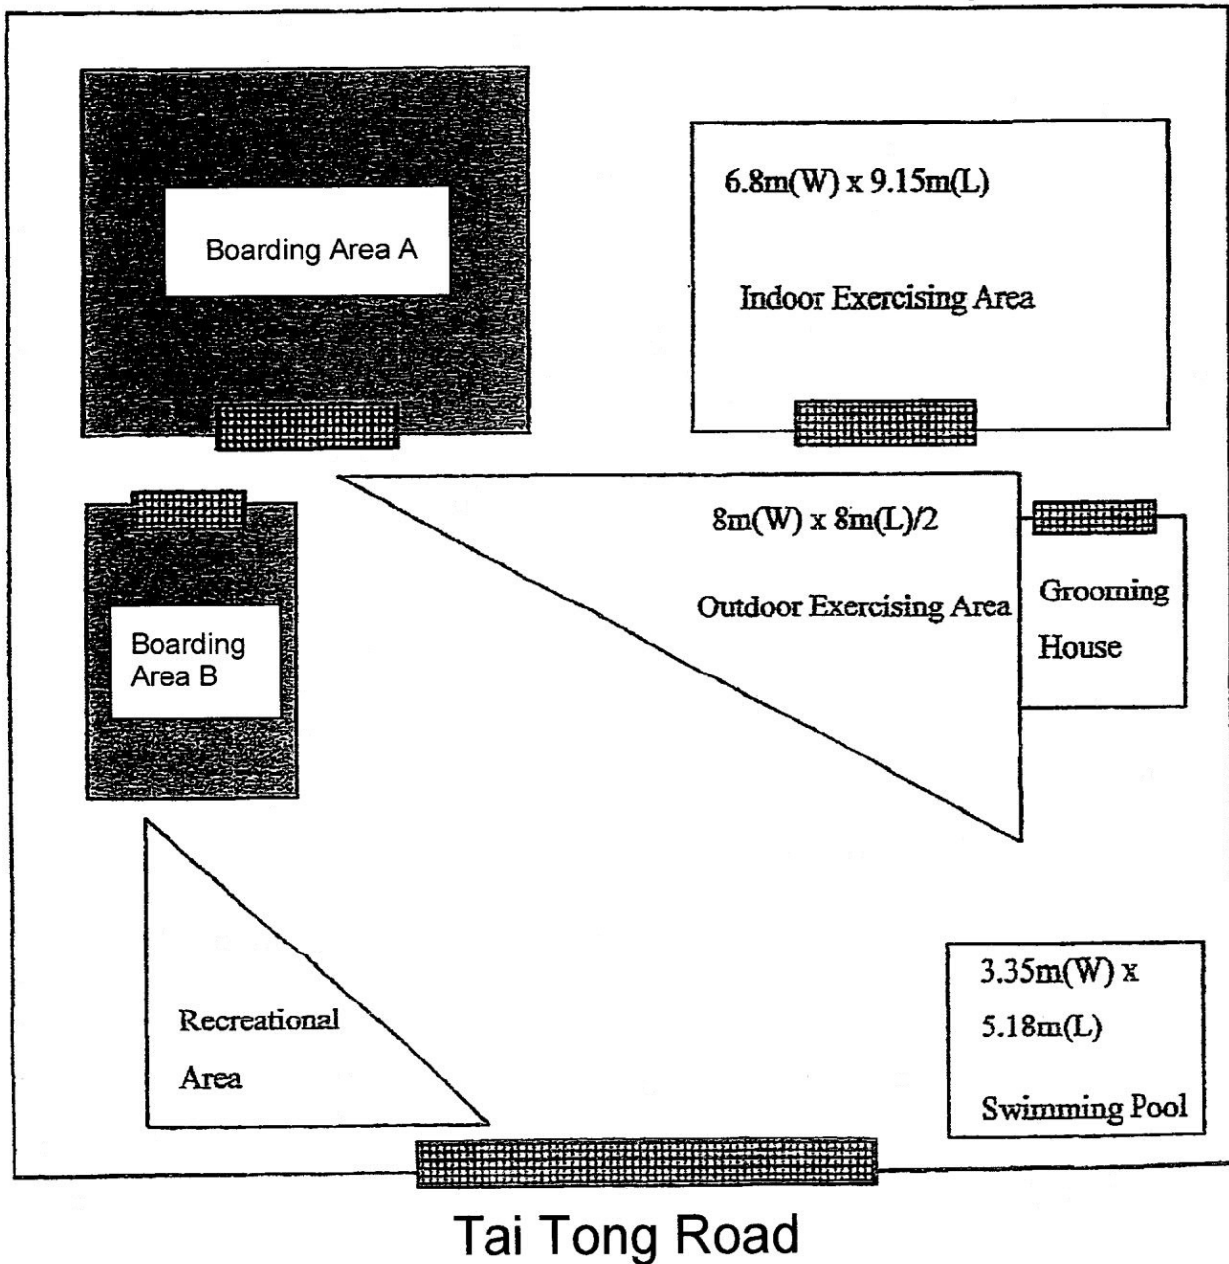 Boarding Area A
6.8m(W) x 9.15m(L)
Indoor Exercising Area
8m(W) x 8m(L)/2
Outdoor Exercising Area
Grooming
House
Boarding
Area B
Recreational
Area
3.35m(W) x
5.18m(L)
Swimming Pool
Tai Tong Road